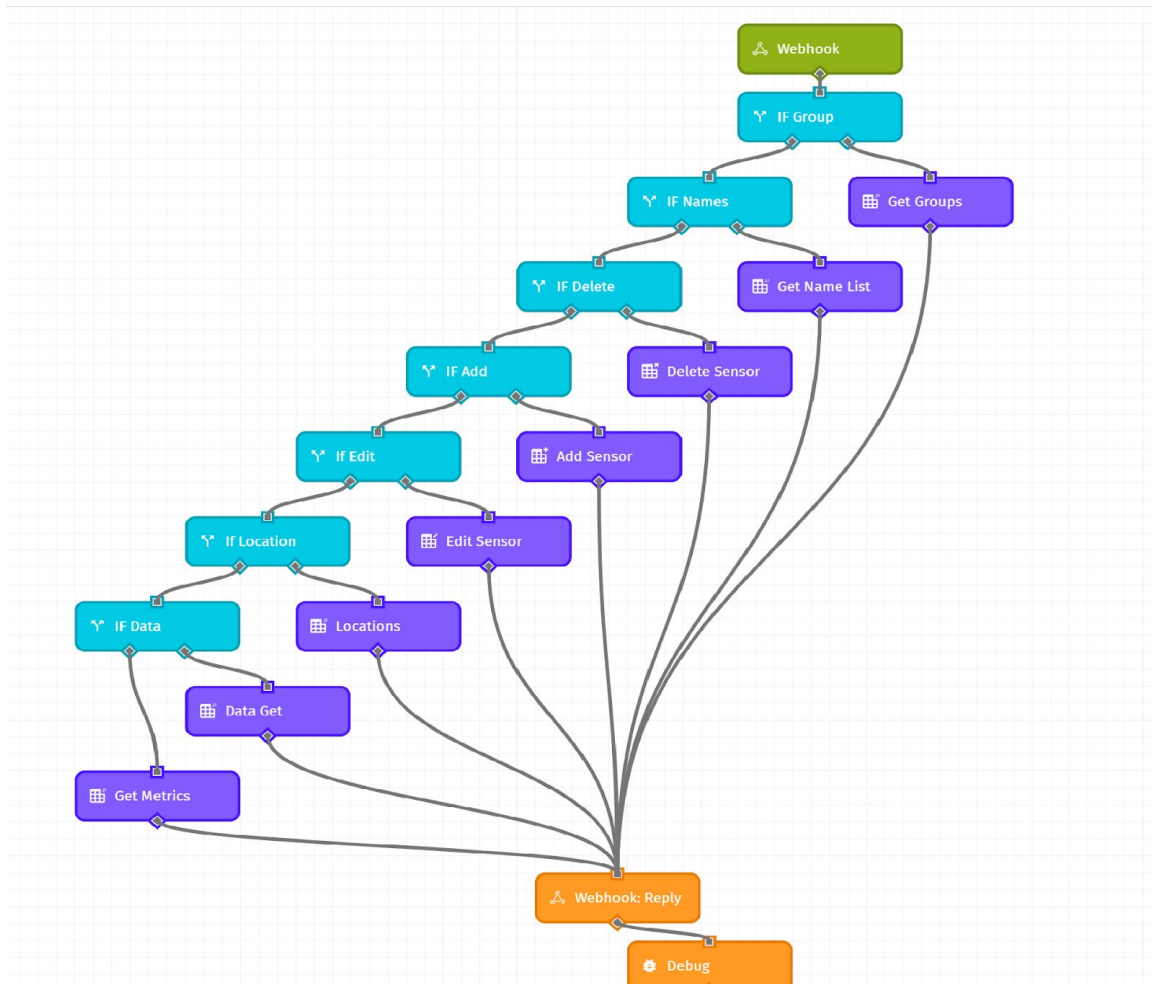 Webhook
IF Group
IF Names
Get Groups
IF Delete
Get Name List
IF Add
Delete Sensor
If Edit
Add Sensor
If Location
Edit Sensor
IF Data
Locations
Data Get
Get Metrics
Webhook: Reply
Debug